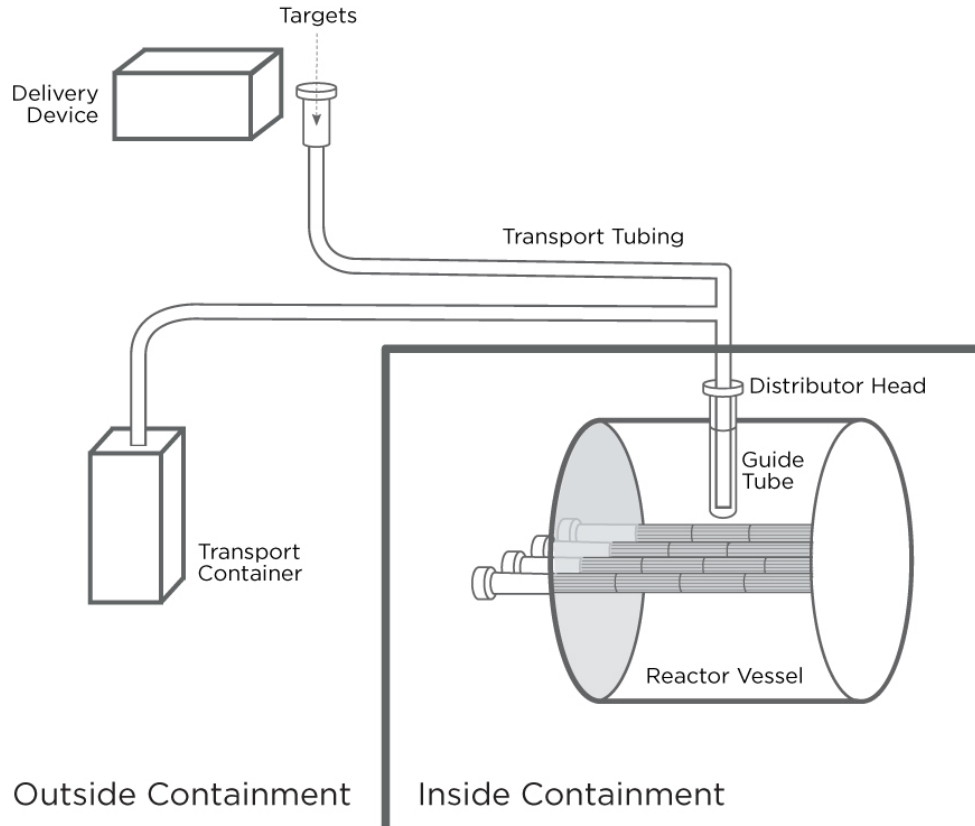 Targets
Delivery
Device
Transport Tubing
Distributor Head
Guide
Tube
Transport
Container
Reactor Vessel
Outside Containment
Inside Containment